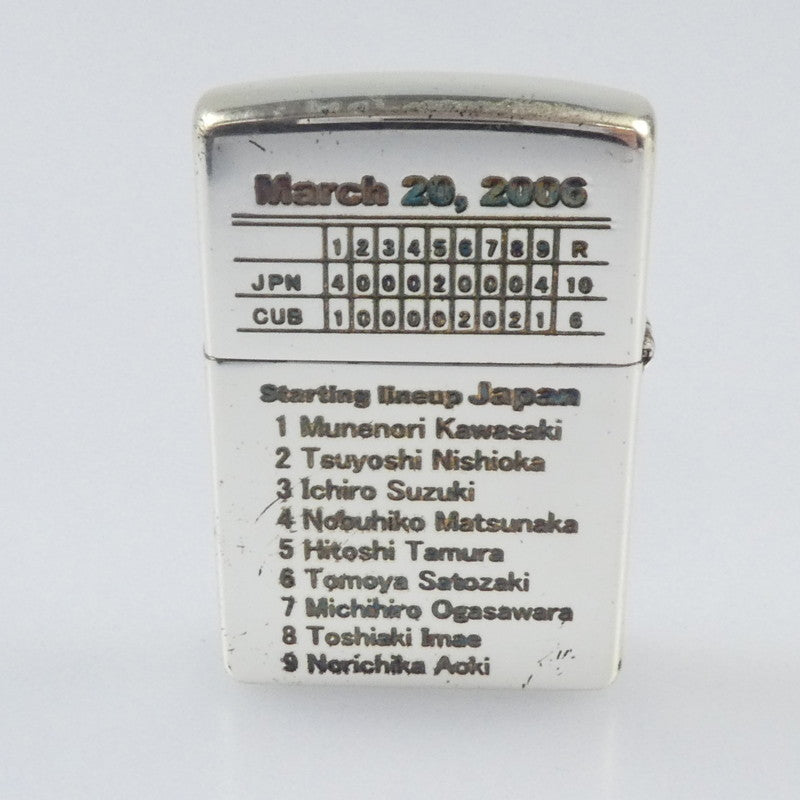 March 20, 2006
1 2 3 4 5 6 7 8 9 R
JPN 4 0 0 0 2 0 0 0 4 10
CUB 1 0 0 0 0 2 0 2 1 6
Starting lineup Japan
1 Munenori Kawasaki
2 Tsuyoshi Nishioka
3 Ichiro Suzuki
4 Nobuhiko Matsunaka
5 Hitoshi Tamura
6 Tomoya Satozaki
7 Michihiro Ogasawara
8 Toshiaki Imae
9 Norichika Aoki